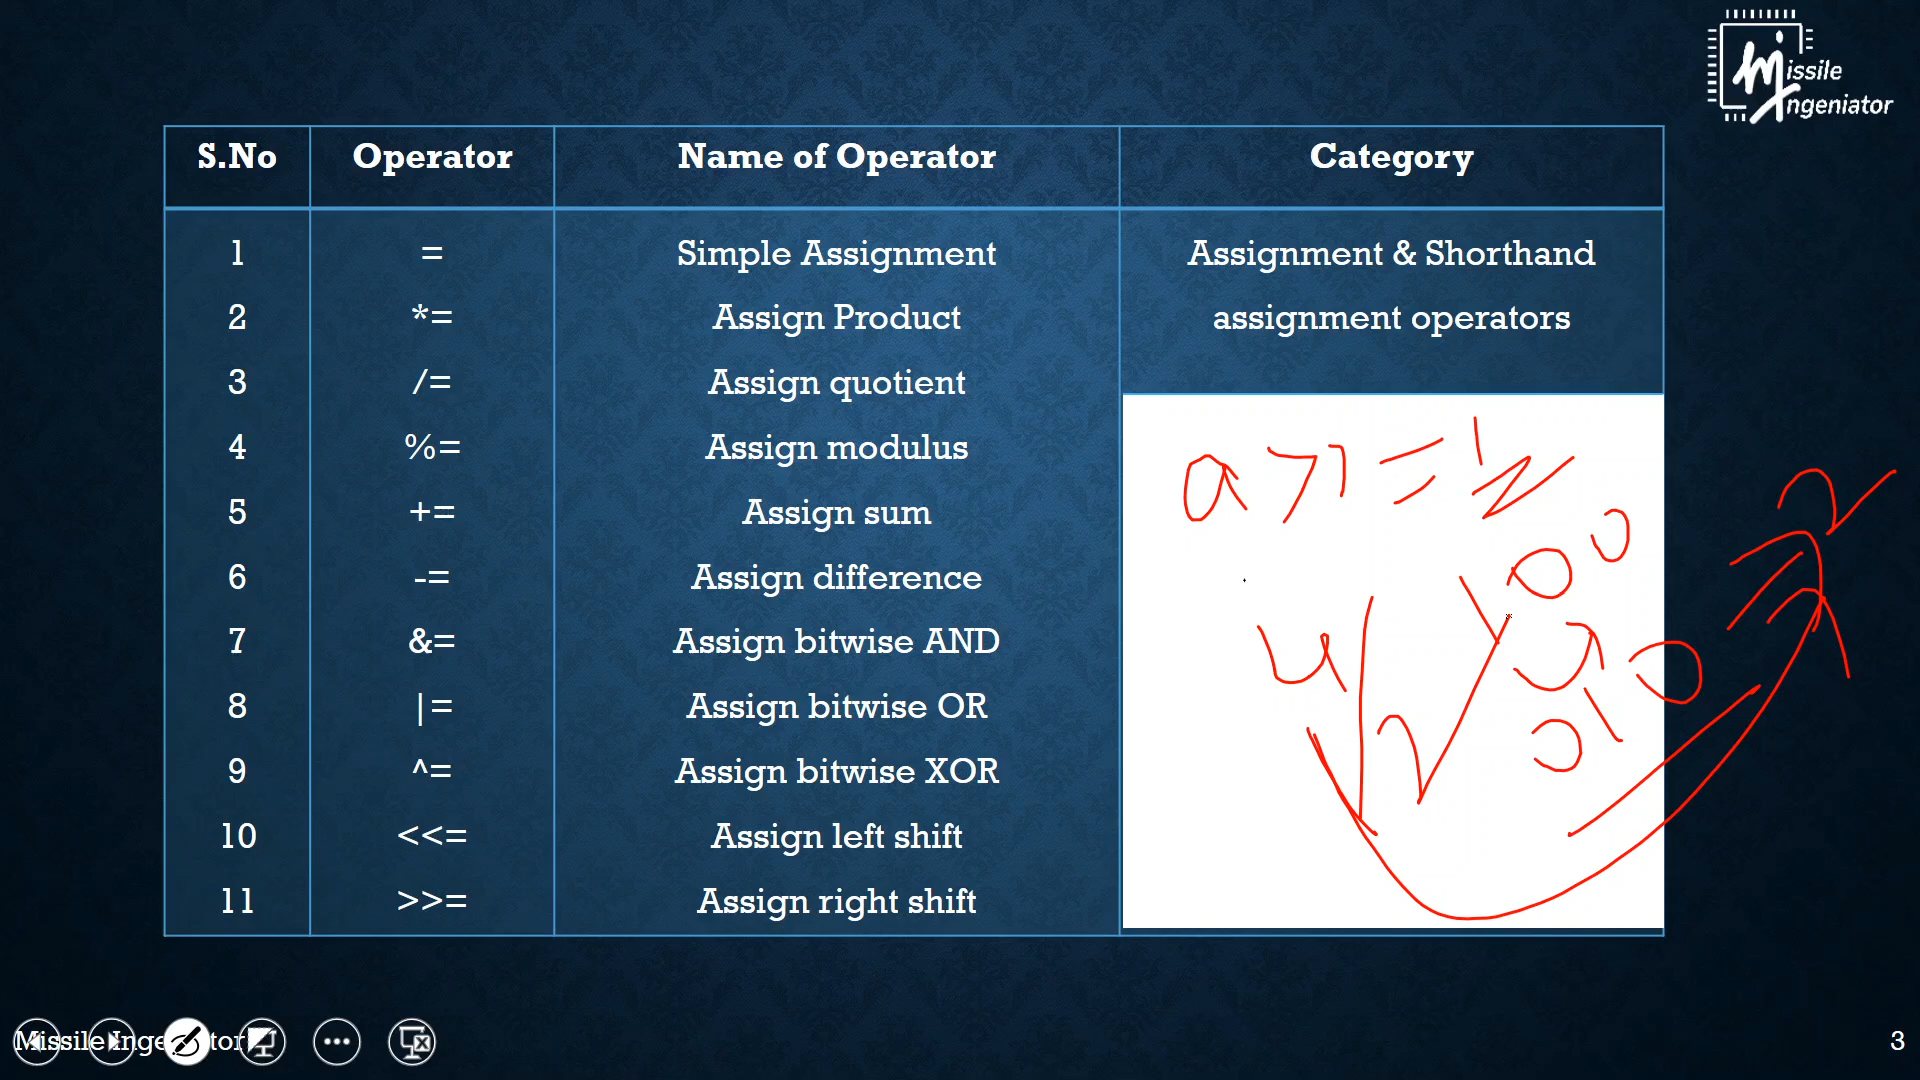 Missile
Ingeniator
S.No Operator Name of Operator Category
1 = Simple Assignment Assignment & Shorthand
2 *= Assign Product assignment operators
3 /= Assign quotient
4 %= Assign modulus
5 += Assign sum
6 -= Assign difference
7 &= Assign bitwise AND
8 |= Assign bitwise OR
9 ^= Assign bitwise XOR
10 <<= Assign left shift
11 >>= Assign right shift
3